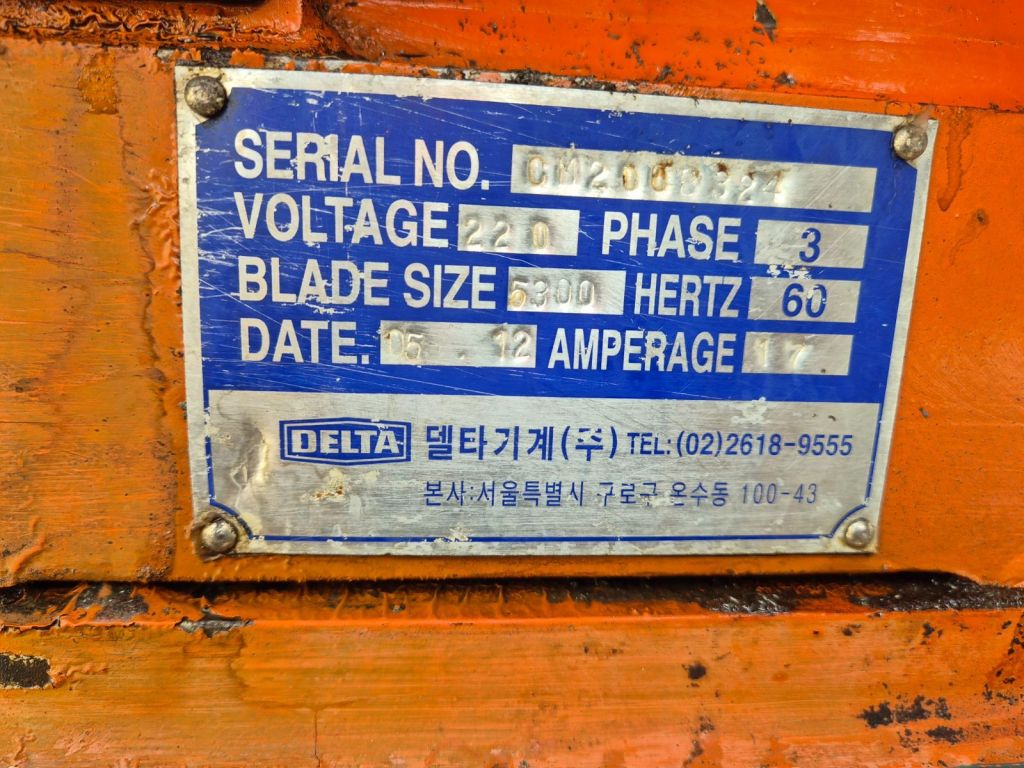 SERIAL NO.
VOLTAGE 220 PHASE 3
BLADE SIZE 5300 HERTZ 60
DATE. 05 . 12 AMPERAGE 17
DELTA 델타기계(주) TEL:(02)2618-9555
본사:서울특별시 구로구 온수동 100-43